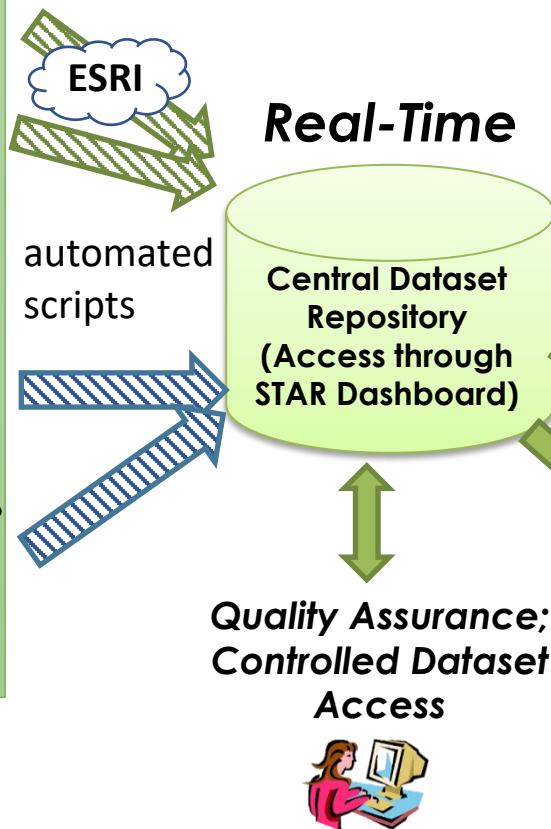 ESRI
Real-Time
automated
scripts
Central Dataset
Repository
(Access through
STAR Dashboard)
Quality Assurance;
Controlled Dataset
Access